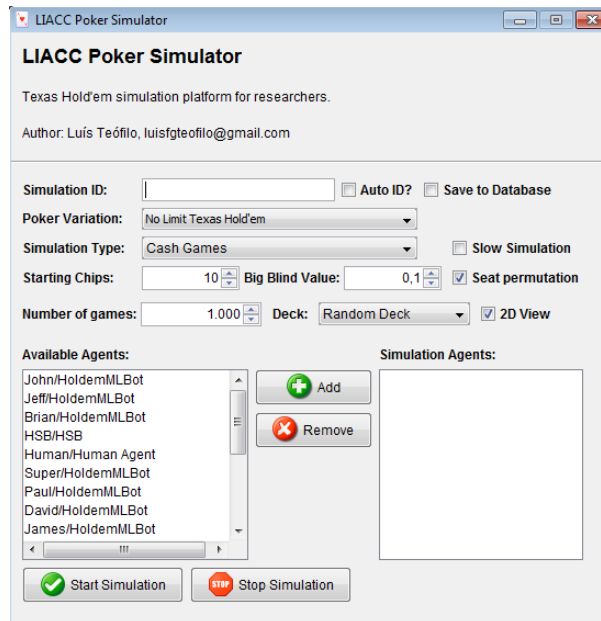 LIACC Poker Simulator
LIACC Poker Simulator
Texas Hold'em simulation platform for researchers.
Author: Luís Teófilo, luisfgteofilo@gmail.com
Simulation ID: Auto ID? Save to Database
Poker Variation: No Limit Texas Hold'em
Simulation Type: Cash Games Slow Simulation
Starting Chips: 10 Big Blind Value: 0,1 Seat permutation
Number of games: 1.000 Deck: Random Deck 2D View
Available Agents: Simulation Agents:
John/HoldemMLBot
Jeff/HoldemMLBot
Brian/HoldemMLBot
HSB/HSB
Human/Human Agent
Super/HoldemMLBot
Paul/HoldemMLBot
David/HoldemMLBot
James/HoldemMLBot
Add
Remove
Start Simulation STOP Stop Simulation